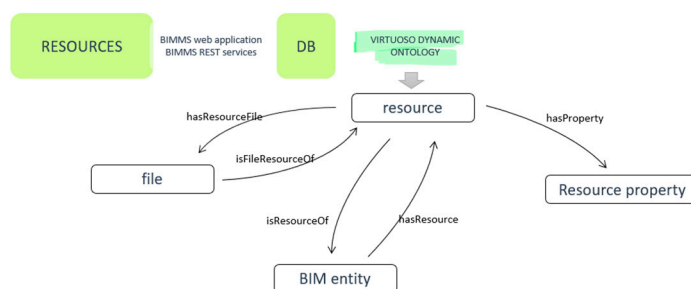 RESOURCES
BIMMS web application
BIMMS REST services
DB
VIRTUOSO DYNAMIC
ONTOLOGY
resource
hasResourceFile
hasProperty
isFileResourceOf
file
Resource property
isResourceOf
hasResource
BIM entity